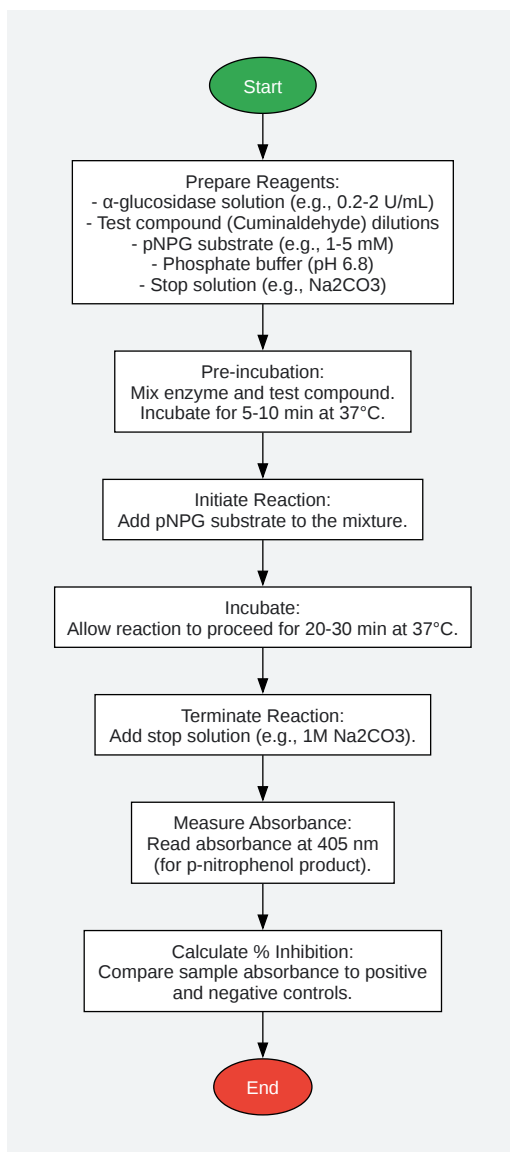 Start
Prepare Reagents:
- α-glucosidase solution (e.g., 0.2-2 U/mL)
- Test compound (Cuminaldehyde) dilutions
- pNPG substrate (e.g., 1-5 mM)
- Phosphate buffer (pH 6.8)
- Stop solution (e.g., Na2CO3)
Pre-incubation:
Mix enzyme and test compound.
Incubate for 5-10 min at 37°C.
Initiate Reaction:
Add pNPG substrate to the mixture.
Incubate:
Allow reaction to proceed for 20-30 min at 37°C.
Terminate Reaction:
Add stop solution (e.g., 1M Na2CO3).
Measure Absorbance:
Read absorbance at 405 nm
(for p-nitrophenol product).
Calculate % Inhibition:
Compare sample absorbance to positive
and negative controls.
End